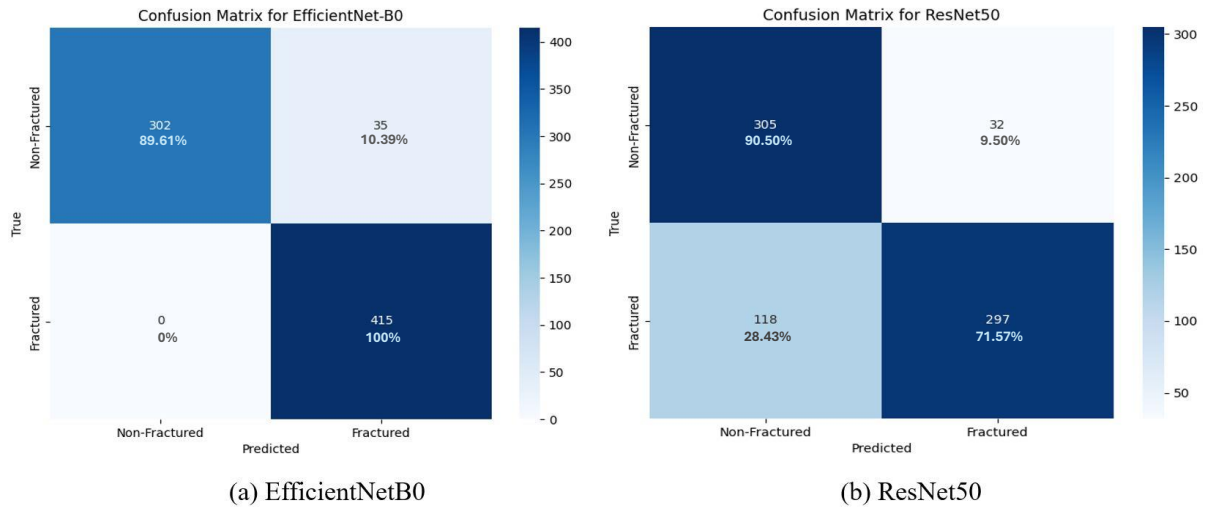 Confusion Matrix for EfficientNet-B0
True
Non-Fractured
Fractured
302
89.61%
35
10.39%
0
0%
415
100%
Non-Fractured
Fractured
Predicted
400
350
300
250
200
150
100
50
0
(a) EfficientNetB0
Confusion Matrix for ResNet50
True
Non-Fractured
Fractured
305
90.50%
32
9.50%
118
28.43%
297
71.57%
Non-Fractured
Fractured
Predicted
300
250
200
150
100
50
(b) ResNet50